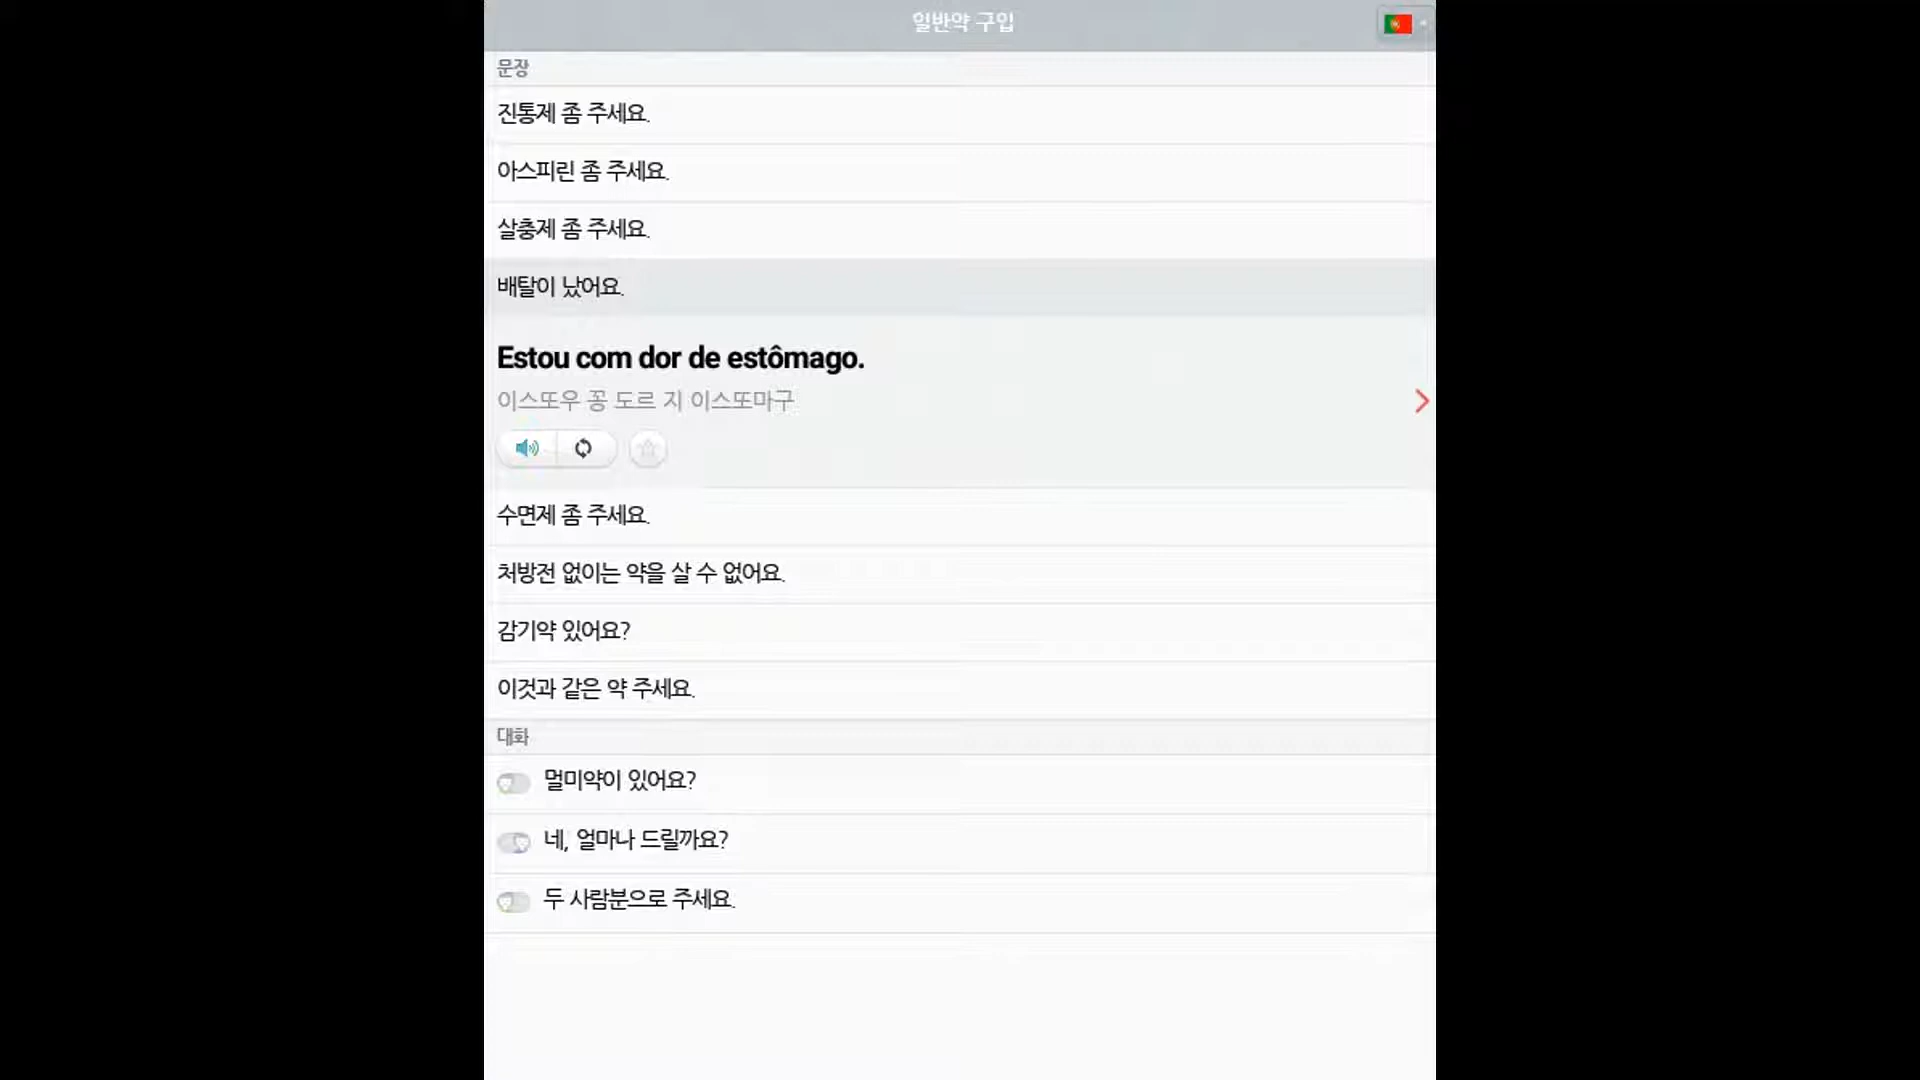 일반약 구입
문장
진통제 좀 주세요.
아스피린 좀 주세요.
살충제 좀 주세요.
배탈이 났어요.
Estou com dor de estômago.
이스또우 꽁 도르 지 이스또마구
수면제 좀 주세요.
처방전 없이는 약을 살 수 없어요.
감기약 있어요?
이것과 같은 약 주세요.
대화
멀미약이 있어요?
네, 얼마나 드릴까요?
두 사람분으로 주세요.